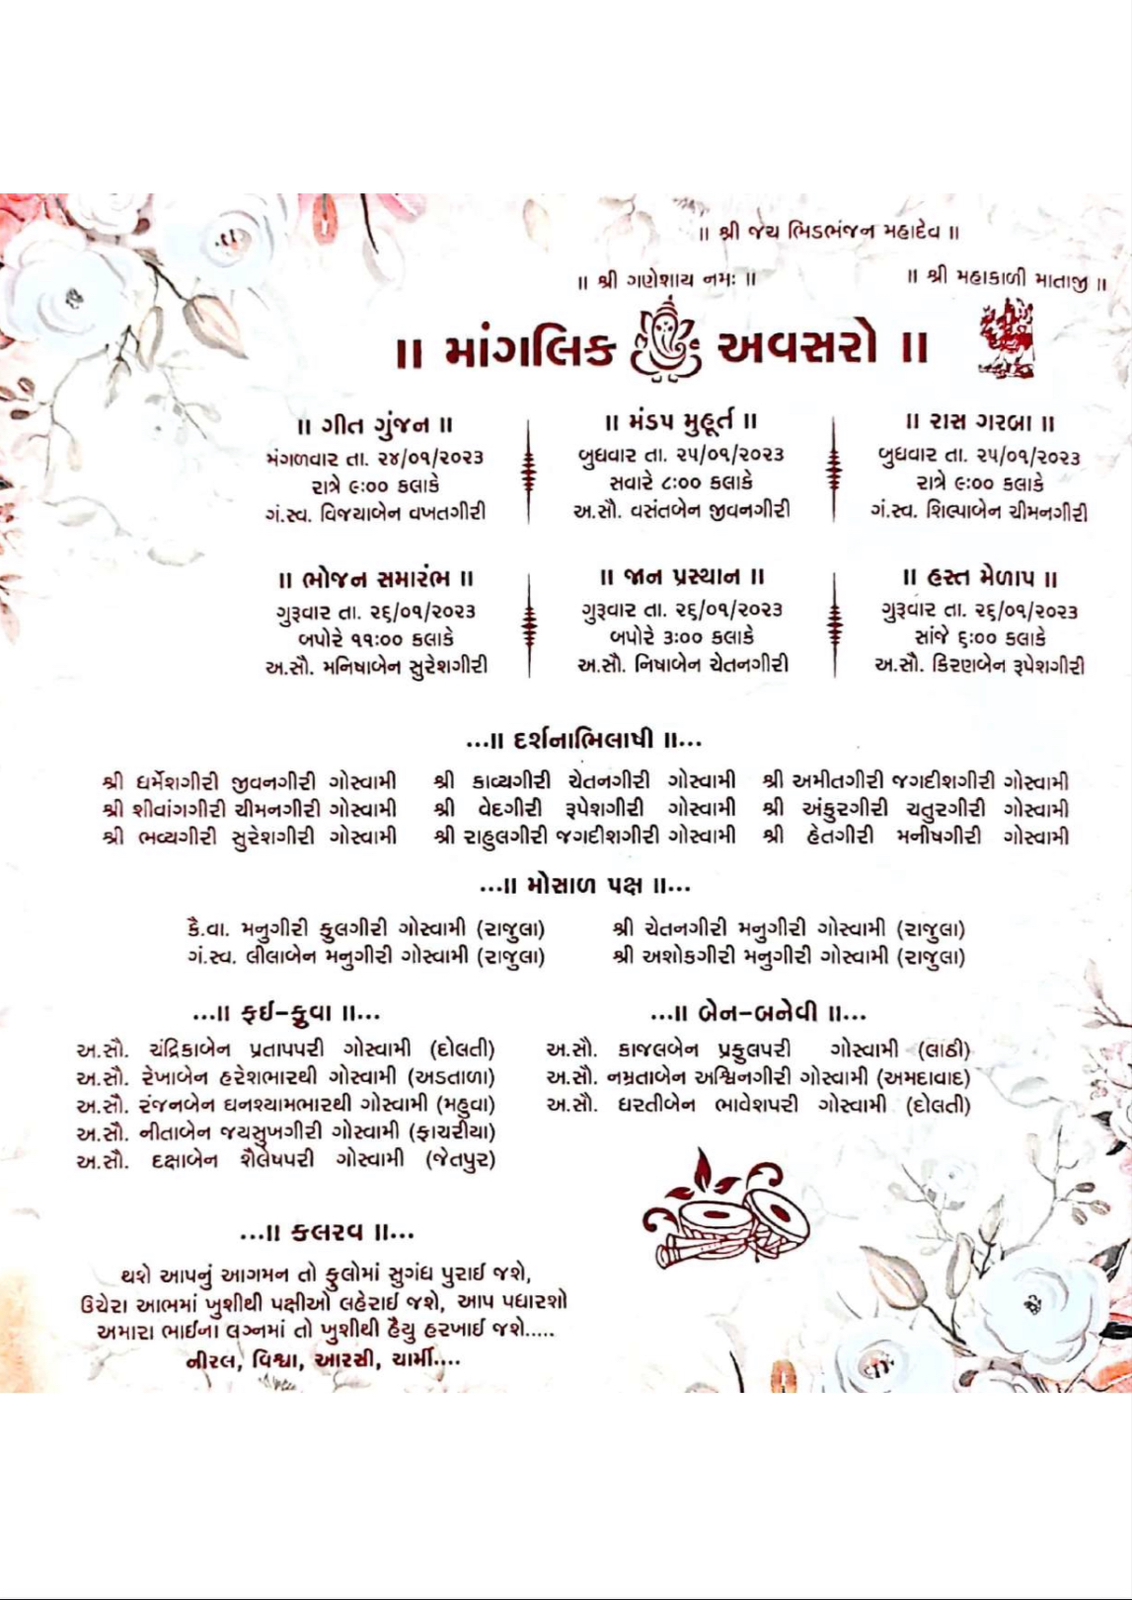 ॥ શ્રી જય ભિડભંજન મહાદેવ ॥
॥ શ્રી ગણેશાય નમઃ ॥
॥ શ્રી મહાકાળી માતાજી ॥
॥ માંગલિક અવસરો ॥
॥ ગીત ગુંજન ॥
મંગળવાર તા. ૨૪/૦૧/૨૦૨૩
રાત્રે ૯:૦૦ કલાકે
ગં.સ્વ. વિજયાબેન વખતગીરી
॥ મંડપ મુહૂર્ત ॥
બુધવાર તા. ૨૫/૦૧/૨૦૨૩
સવારે ૮:૦૦ કલાકે
અ.સૌ. વસંતબેન જીવનગીરી
॥ રાસ ગરબા ॥
બુધવાર તા. ૨૫/૦૧/૨૦૨૩
રાત્રે ૯:૦૦ કલાકે
ગં.સ્વ. શિલ્પાબેન ચીમનગીરી
॥ ભોજન સમારંભ ॥
ગુરૂવાર તા. ૨૬/૦૧/૨૦૨૩
બપોરે ૧૧:૦૦ કલાકે
અ.સૌ. મનિષાબેન સુરેશગીરી
॥ જાન પ્રસ્થાન ॥
ગુરૂવાર તા. ૨૬/૦૧/૨૦૨૩
બપોરે ૩:૦૦ કલાકે
અ.સૌ. નિષાબેન ચેતનગીરી
॥ હસ્ત મેળાપ ॥
ગુરૂવાર તા. ૨૬/૦૧/૨૦૨૩
સાંજે ૬:૦૦ કલાકે
અ.સૌ. કિરણબેન રૂપેશગીરી
...॥ દર્શનાભિલાષી ॥...
શ્રી ધર્મેશગીરી જીવનગીરી ગોસ્વામી
શ્રી શીવાંગગીરી ચીમનગીરી ગોસ્વામી
શ્રી ભવ્યગીરી સુરેશગીરી ગોસ્વામી
શ્રી કાવ્યગીરી ચેતનગીરી ગોસ્વામી
શ્રી વેદગીરી રૂપેશગીરી ગોસ્વામી
શ્રી રાહુલગીરી જગદીશગીરી ગોસ્વામી
શ્રી અમીતગીરી જગદીશગીરી ગોસ્વામી
શ્રી અંકુરગીરી ચતુરગીરી ગોસ્વામી
શ્રી હેતગીરી મનીષગીરી ગોસ્વામી
...॥ મોસાળ પક્ષ ॥...
કૈ.વા. મનુગીરી ફુલગીરી ગોસ્વામી (રાજુલા)
ગં.સ્વ. લીલાબેન મનુગીરી ગોસ્વામી (રાજુલા)
શ્રી ચેતનગીરી મનુગીરી ગોસ્વામી (રાજુલા)
શ્રી અશોકગીરી મનુગીરી ગોસ્વામી (રાજુલા)
...॥ ફઈ-ફુવા ॥...
અ.સૌ. ચંદ્રિકાબેન પ્રતાપપરી ગોસ્વામી (દોલતી)
અ.સૌ. રેખાબેન હરેશભારથી ગોસ્વામી (અડતાળા)
અ.સૌ. રંજનબેન ઘનશ્યામભારથી ગોસ્વામી (મહુવા)
અ.સૌ. નીતાબેન જયસુખગીરી ગોસ્વામી (ફાચરીયા)
અ.સૌ. દક્ષાબેન શૈલેષપરી ગોસ્વામી (જેતપુર)
...॥ બેન-બનેવી ॥...
અ.સૌ. કાજલબેન પ્રફુલપરી ગોસ્વામી (લાઠી)
અ.સૌ. નમ્રતાબેન અશ્વિનગીરી ગોસ્વામી (અમદાવાદ)
અ.સૌ. ધરતીબેન ભાવેશપરી ગોસ્વામી (દોલતી)
...॥ કલરવ ॥...
થશે આપનું આગમન તો ફુલોમાં સુગંધ પુરાઈ જશે,
ઉચેરા આભમાં ખુશીથી પક્ષીઓ લહેરાઈ જશે, આપ પધારશો
અમારા ભાઈના લગ્નમાં તો ખુશીથી હૈયુ હરખાઈ જશે.....
નીરલ, વિશ્વા, આરસી, ચાર્મી....